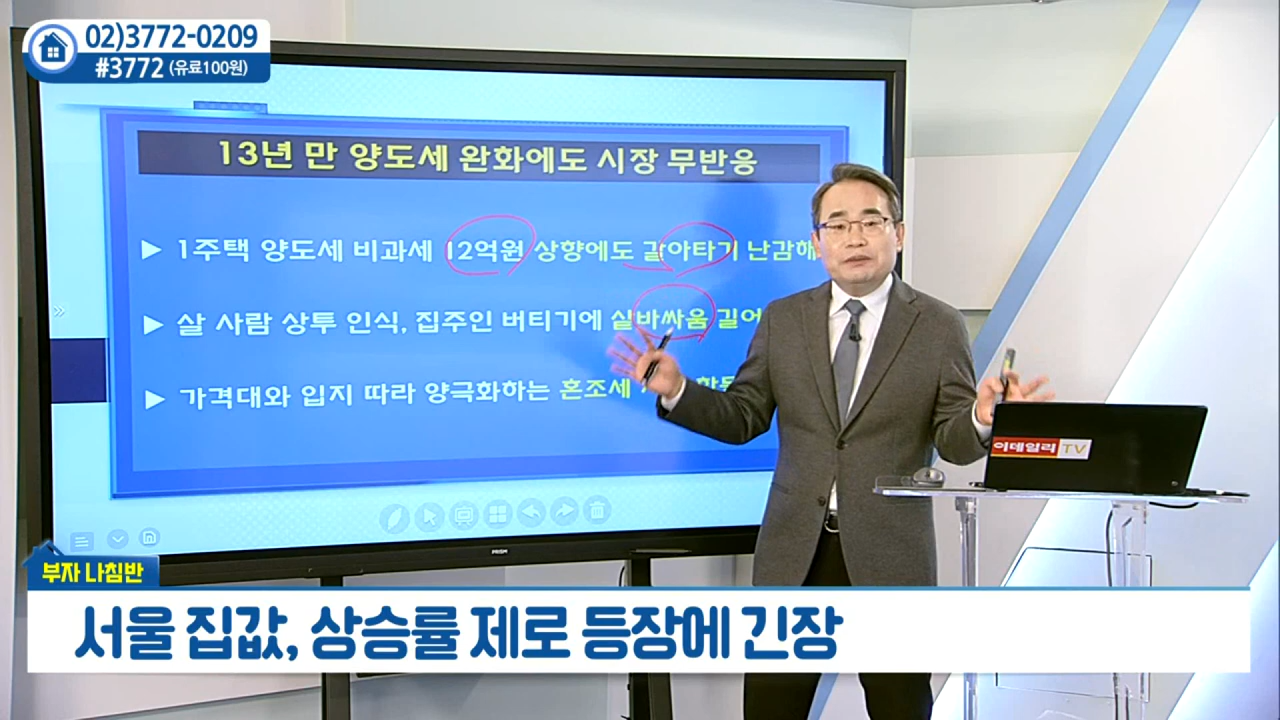 02)3772-0209
#3772 (유료100원)
13년 만 양도세 완화에도 시장 무반응
▶ 1주택 양도세 비과세 12억원 상향에도 갈아타기 난감해
▶ 살 사람 상투 인식, 집주인 버티기에 샅바싸움 길어
▶ 가격대와 입지 따라 양극화하는 혼조세
PRISM
이데일리TV
부자 나침반
서울 집값, 상승률 제로 등장에 긴장